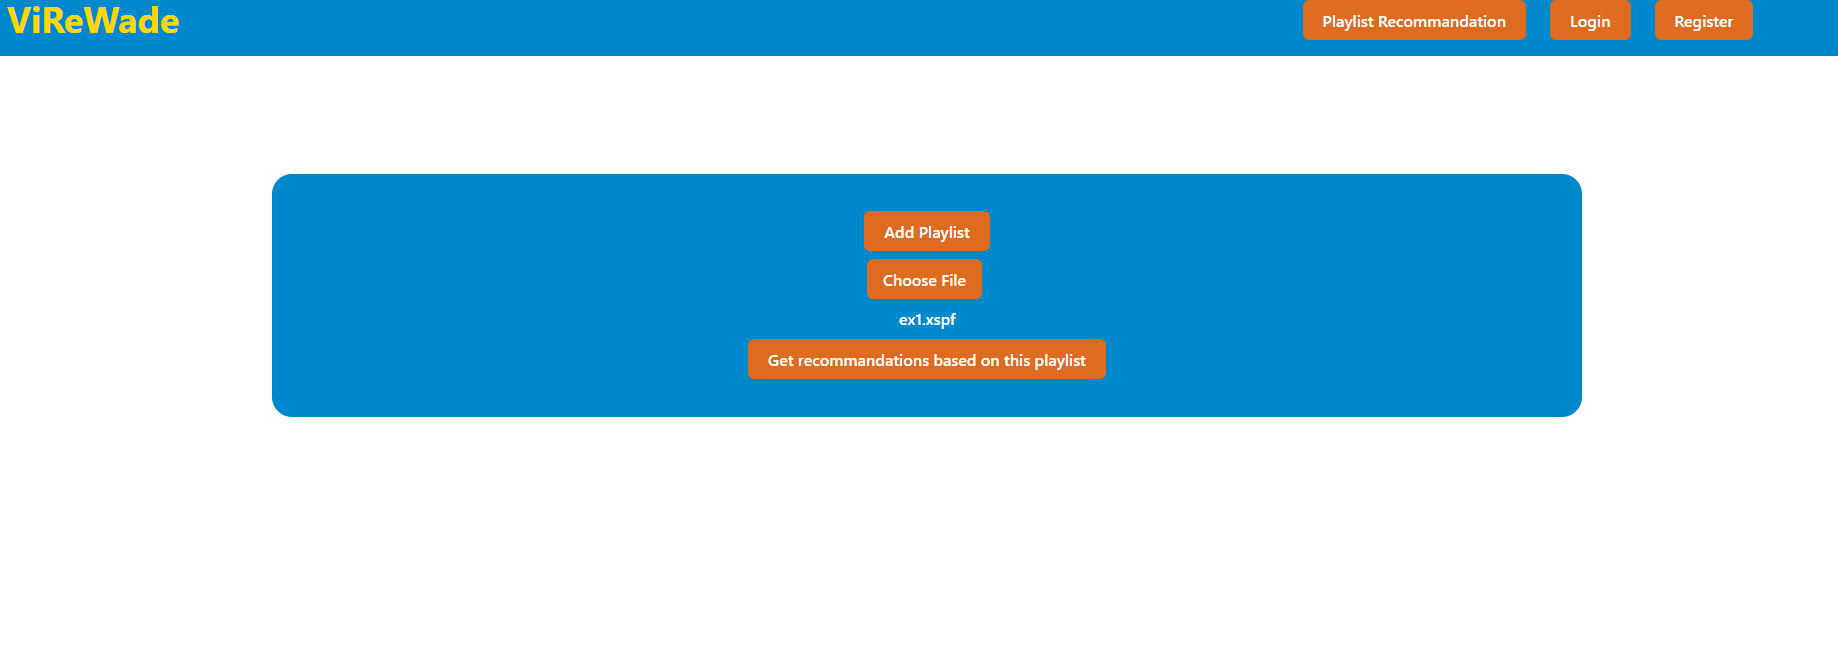 ViReWade
Playlist Recommandation
Login
Register
Add Playlist
Choose File
ex1.xspf
Get recommandations based on this playlist